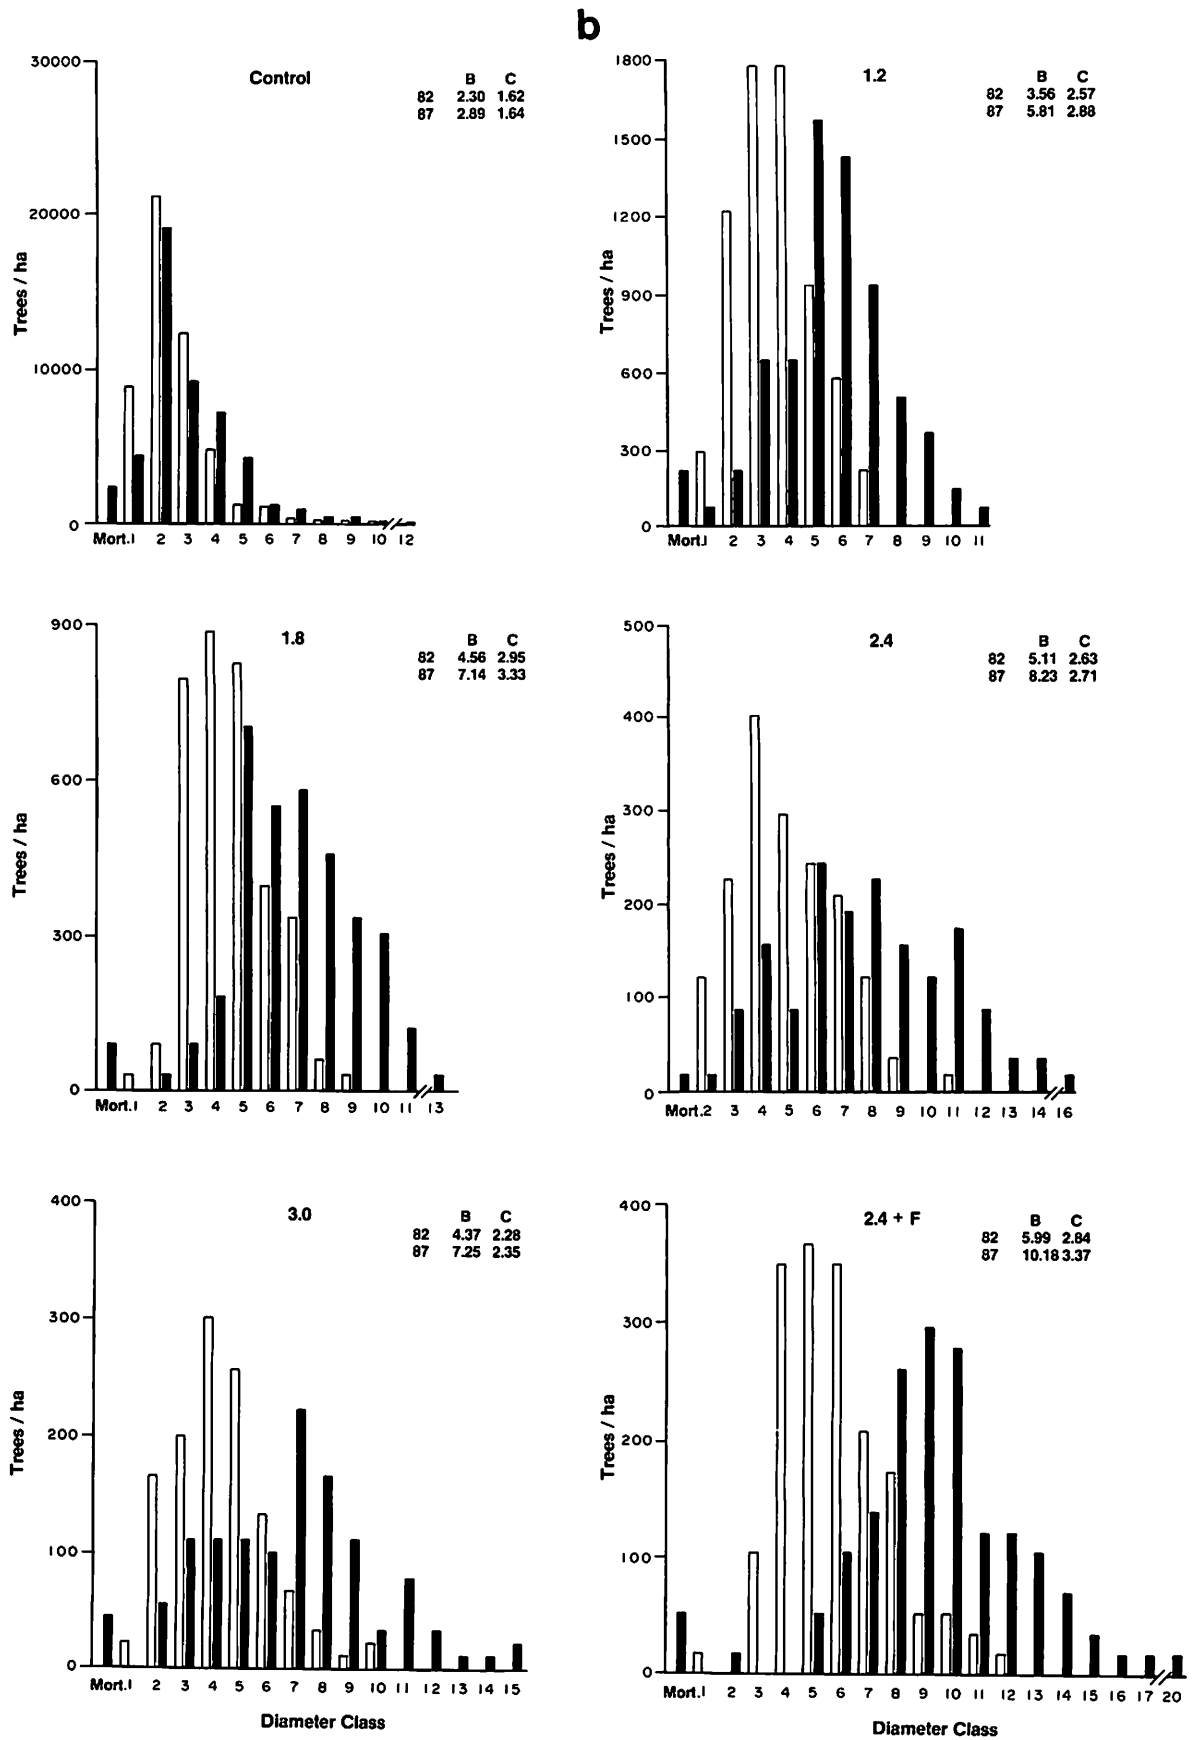 b
30000
20000
10000
0
Trees / ha
Control
B C
82 2.30 1.62
87 2.89 1.64
Mort. 1 2 3 4 5 6 7 8 9 10 12
1800
1500
1200
900
600
300
0
Trees / ha
1.2
B C
82 3.56 2.57
87 5.81 2.88
Mort. 1 2 3 4 5 6 7 8 9 10 11
900
600
300
0
Trees / ha
1.8
B C
82 4.56 2.95
87 7.14 3.33
Mort. 1 2 3 4 5 6 7 8 9 10 11 13
500
400
300
200
100
0
Trees / ha
2.4
B C
82 5.11 2.63
87 8.23 2.71
Mort. 2 3 4 5 6 7 8 9 10 11 12 13 14 16
400
300
200
100
0
Trees / ha
3.0
B C
82 4.37 2.28
87 7.25 2.35
Mort. 1 2 3 4 5 6 7 8 9 10 11 12 13 14 15
Diameter Class
400
300
200
100
0
Trees / ha
2.4 + F
B C
82 5.99 2.84
87 10.18 3.37
Mort. 1 2 3 4 5 6 7 8 9 10 11 12 13 14 15 16 17 20
Diameter Class